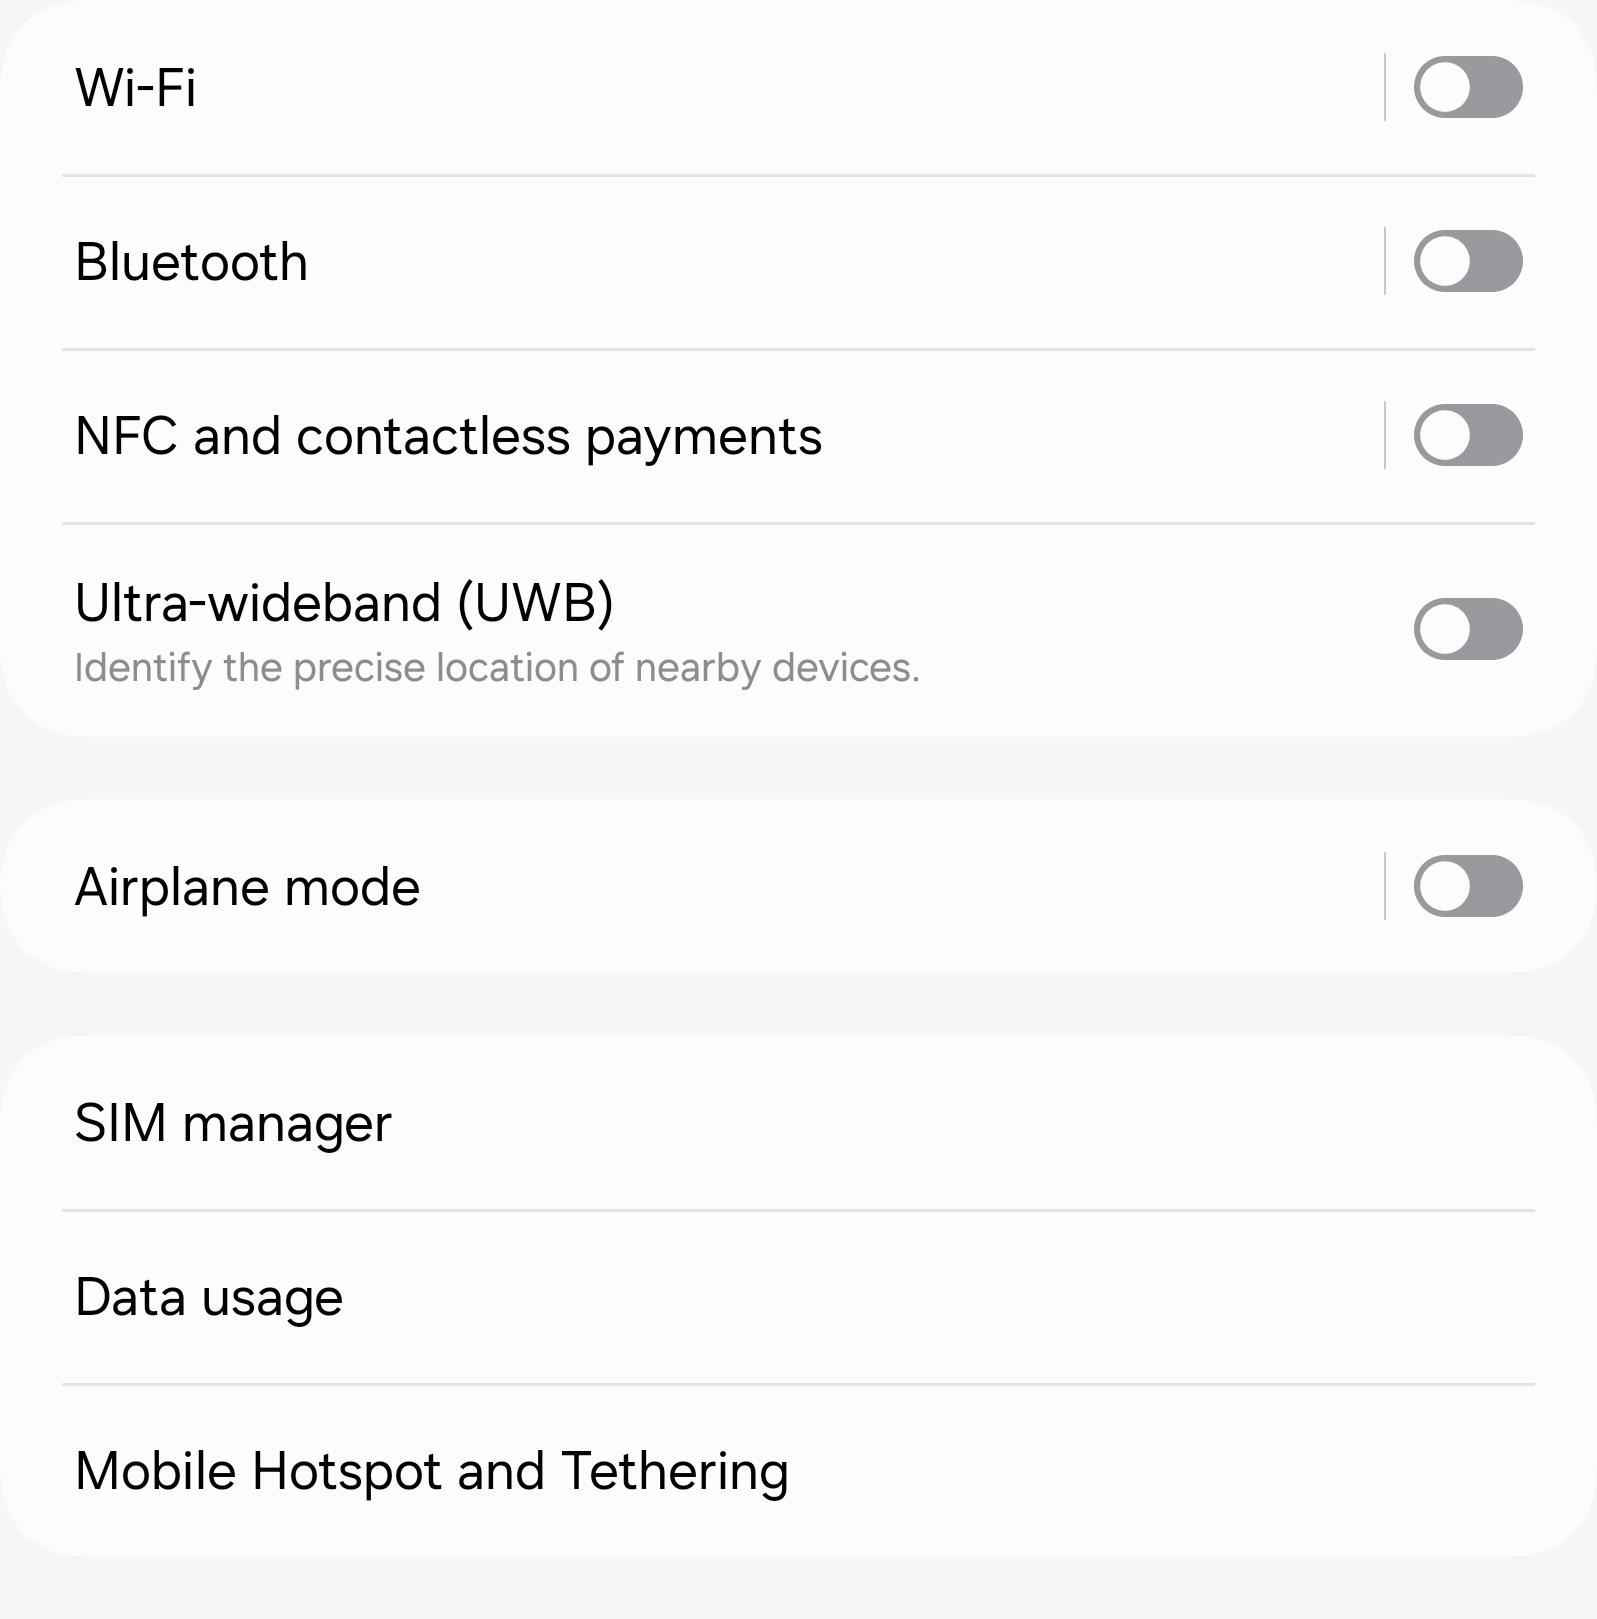 Wi-Fi
Bluetooth
NFC and contactless payments
Ultra-wideband (UWB)
Identify the precise location of nearby devices.
Airplane mode
SIM manager
Data usage
Mobile Hotspot and Tethering